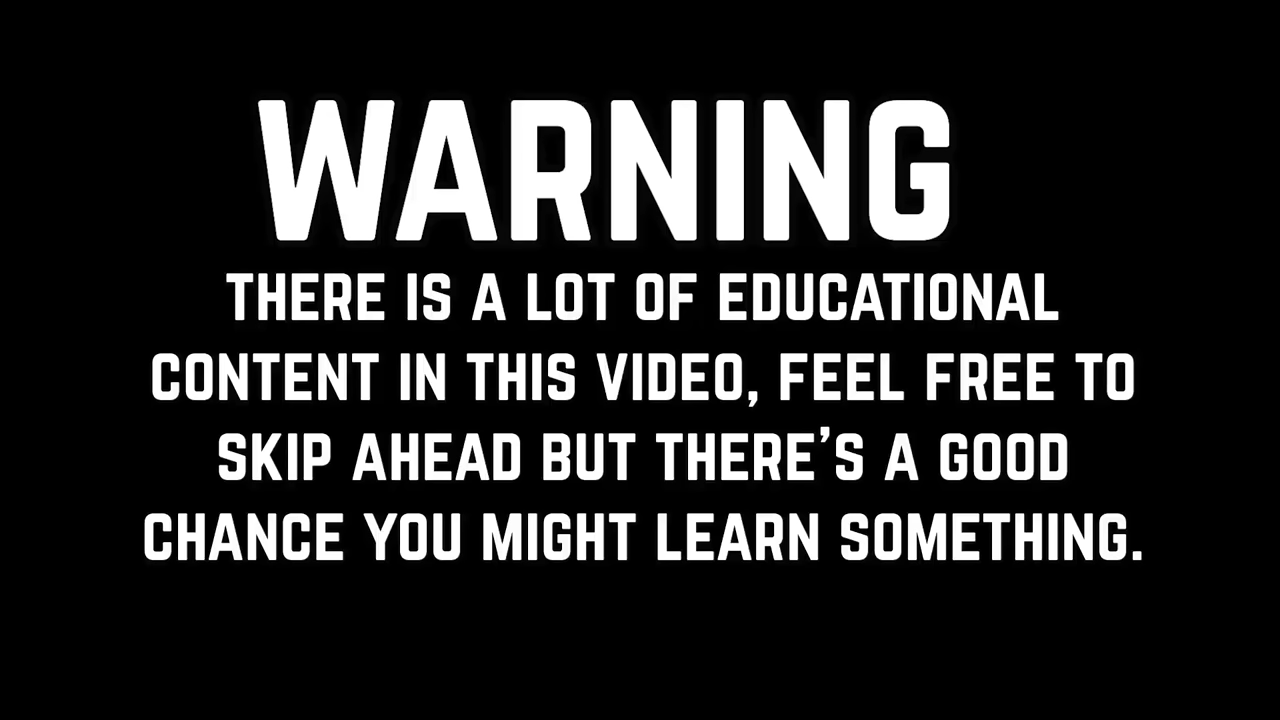 WARNING
THERE IS A LOT OF EDUCATIONAL
CONTENT IN THIS VIDEO, FEEL FREE TO
SKIP AHEAD BUT THERE'S A GOOD
CHANCE YOU MIGHT LEARN SOMETHING.